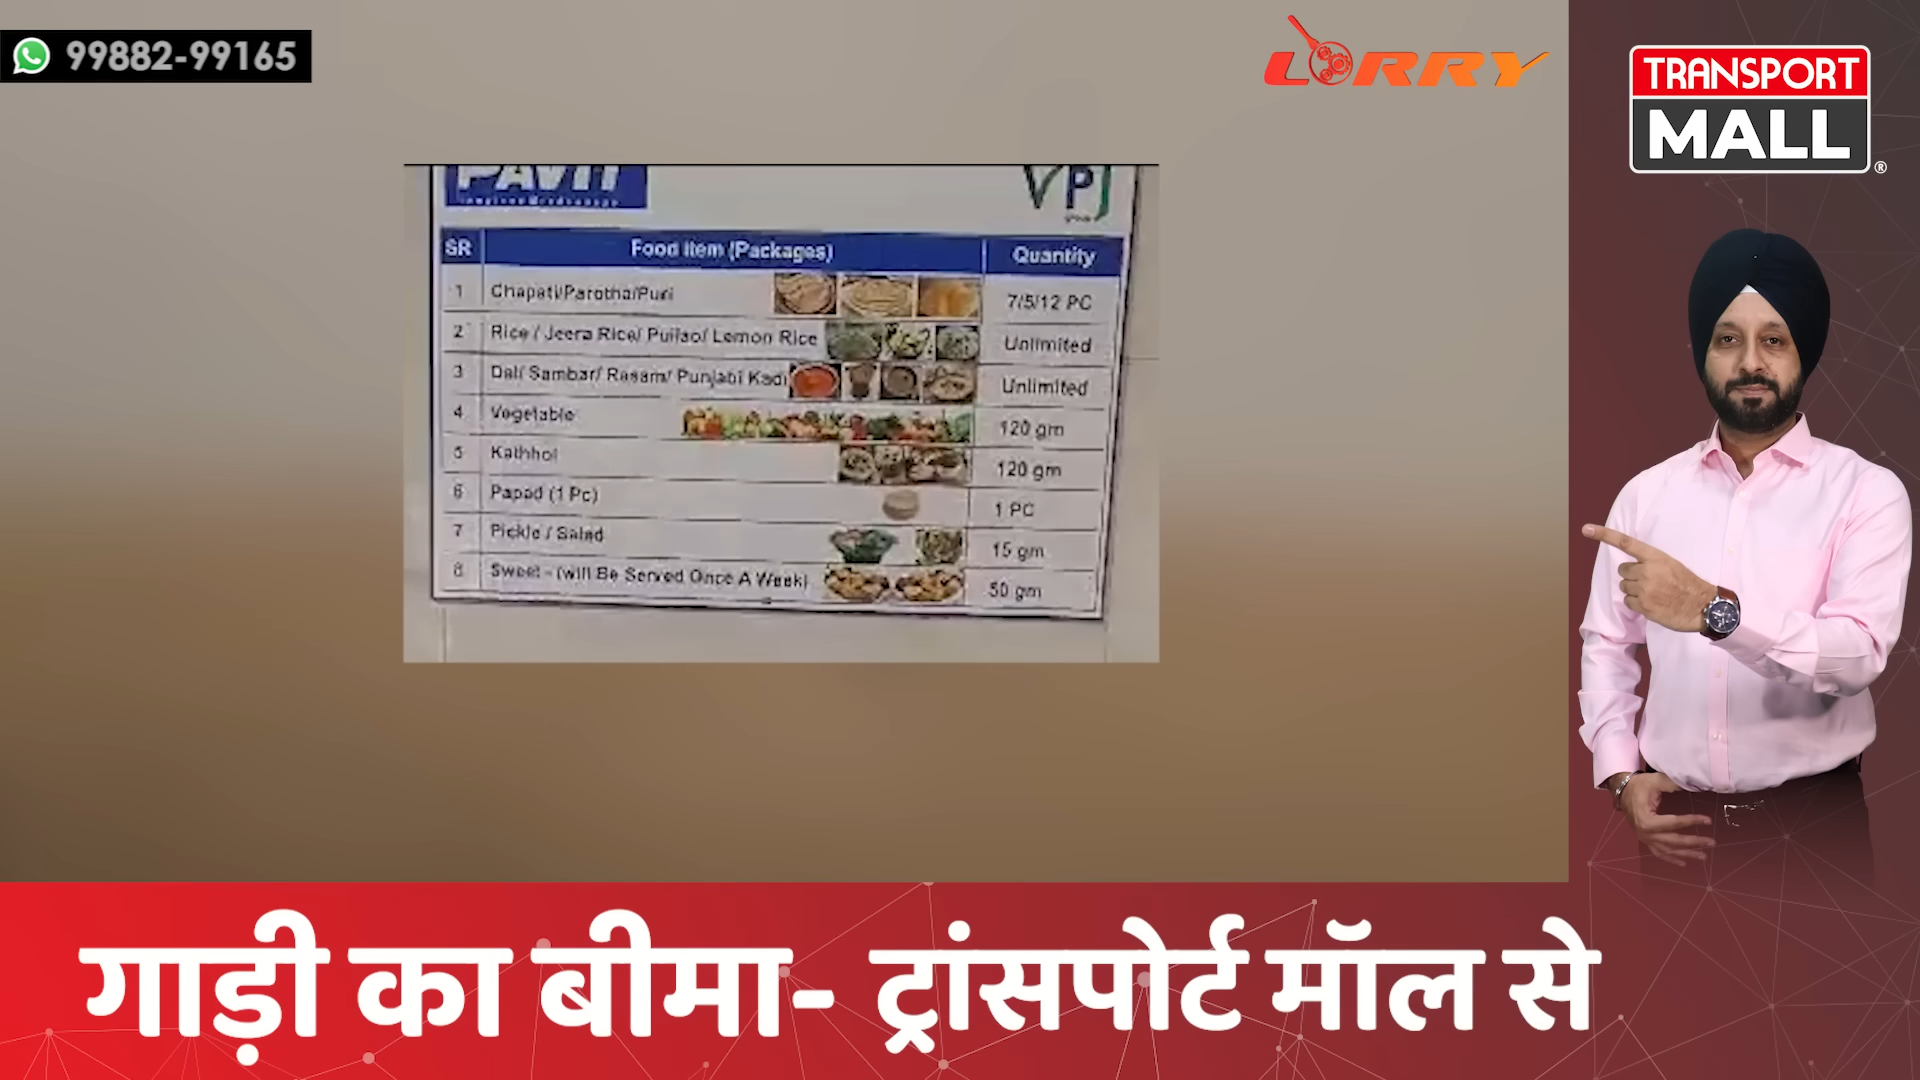 99882-99165
LORRY
TRANSPORT
MALL
®
PAVIT
VPJ
SR Food Item (Packages) Quantity
1 Chapati/Parotha/Puri 7/5/12 PC
2 Rice / Jeera Rice/ Pullao/ Lemon Rice Unlimited
3 Dal/ Sambar/ Rasam/ Punjabi Kadi Unlimited
4 Vegetable 120 gm
5 Kathhol 120 gm
6 Papad (1 Pc) 1 PC
7 Pickle / Salad 15 gm
8 Sweet - (will Be Served Once A Week) 50 gm
गाड़ी का बीमा- ट्रांसपोर्ट मॉल से